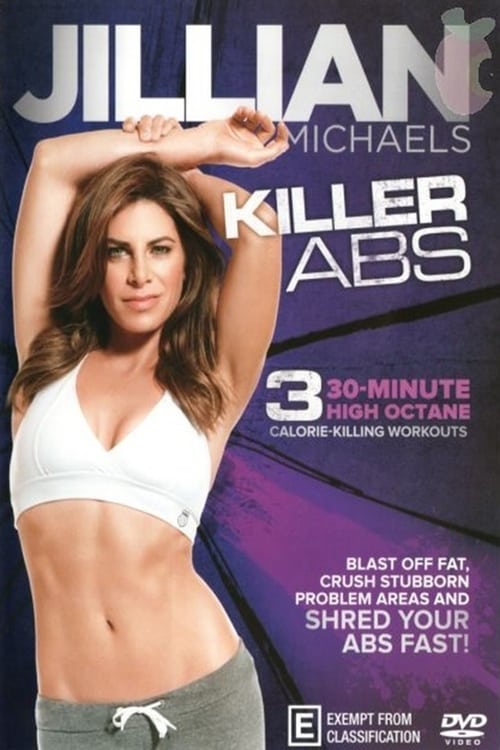 JILLIAN
MICHAELS
KILLER
ABS
3 30-MINUTE
HIGH OCTANE
CALORIE-KILLING WORKOUTS
BLAST OFF FAT,
CRUSH STUBBORN
PROBLEM AREAS AND
SHRED YOUR
ABS FAST!
E EXEMPT FROM
CLASSIFICATION
DVD
VIDEO